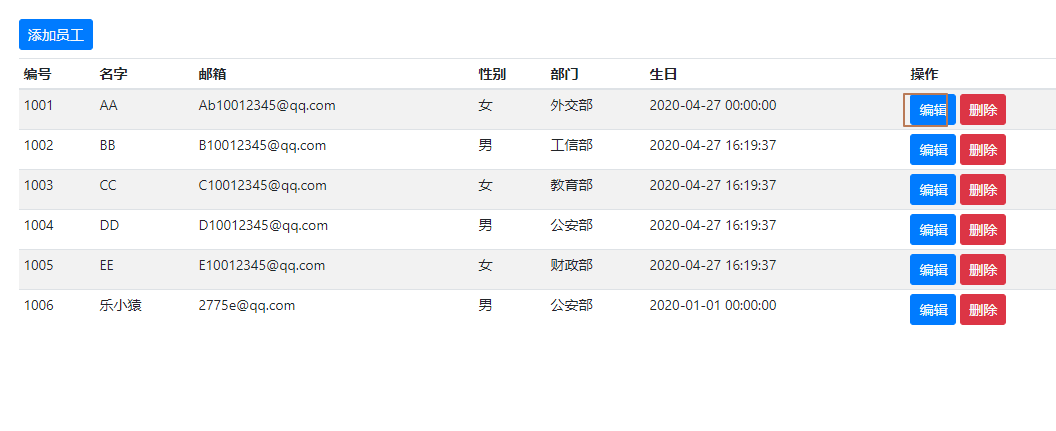 添加员工
编号 名字 邮箱 性别 部门 生日 操作
1001 AA Ab10012345@qq.com 女 外交部 2020-04-27 00:00:00 编辑 删除
1002 BB B10012345@qq.com 男 工信部 2020-04-27 16:19:37 编辑 删除
1003 CC C10012345@qq.com 女 教育部 2020-04-27 16:19:37 编辑 删除
1004 DD D10012345@qq.com 男 公安部 2020-04-27 16:19:37 编辑 删除
1005 EE E10012345@qq.com 女 财政部 2020-04-27 16:19:37 编辑 删除
1006 乐小猿 2775e@qq.com 男 公安部 2020-01-01 00:00:00 编辑 删除